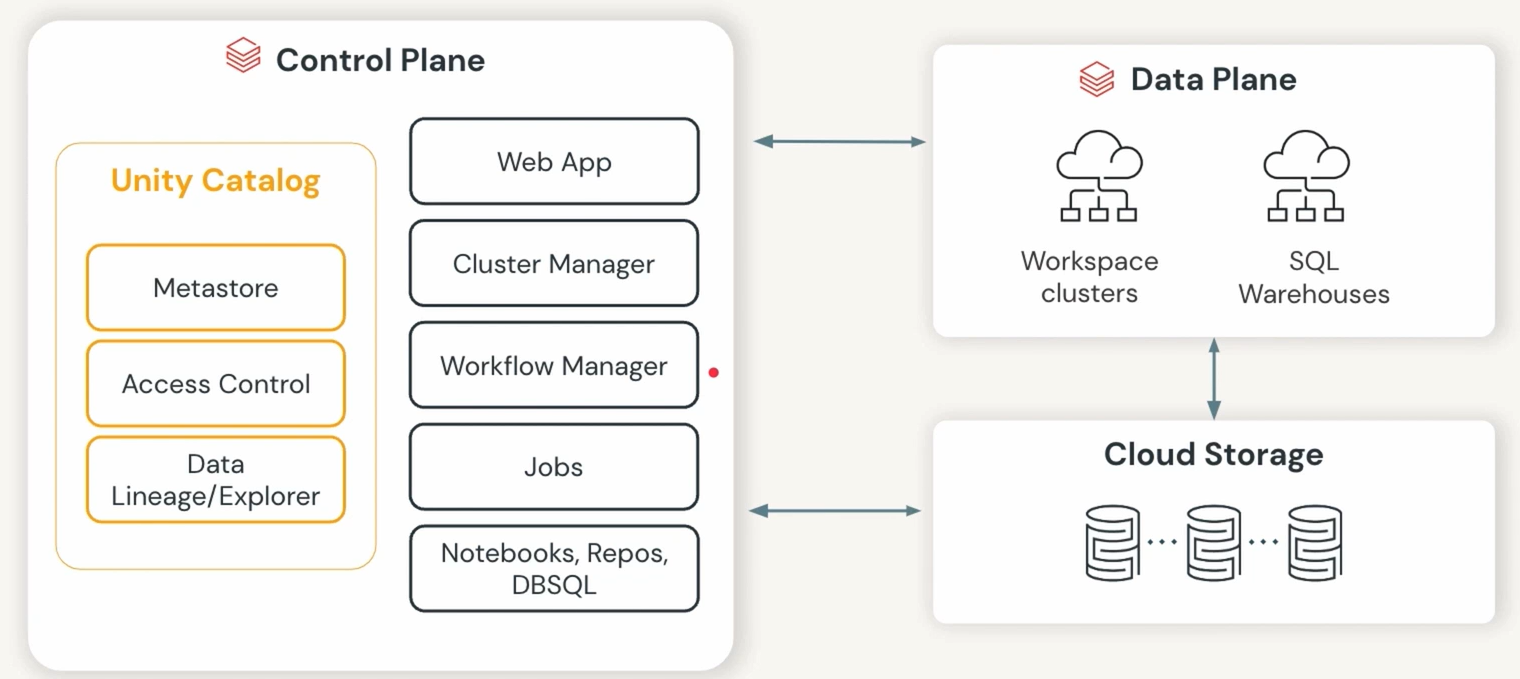 Control Plane
Unity Catalog
Metastore
Access Control
Data
Lineage/Explorer
Web App
Cluster Manager
Workflow Manager
Jobs
Notebooks, Repos,
DBSQL
Data Plane
Workspace
clusters
SQL
Warehouses
Cloud Storage